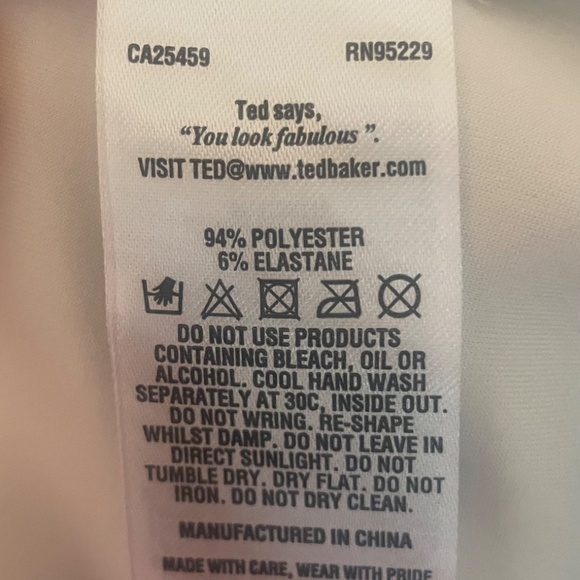 CA25459 RN95229
Ted says,
“You look fabulous ”.
VISIT TED@www.tedbaker.com
94% POLYESTER
6% ELASTANE
DO NOT USE PRODUCTS
CONTAINING BLEACH, OIL OR
ALCOHOL. COOL HAND WASH
SEPARATELY AT 30C, INSIDE OUT.
DO NOT WRING. RE-SHAPE
WHILST DAMP. DO NOT LEAVE IN
DIRECT SUNLIGHT. DO NOT
TUMBLE DRY. DRY FLAT. DO NOT
IRON. DO NOT DRY CLEAN.
MANUFACTURED IN CHINA
MADE WITH CARE, WEAR WITH PRIDE